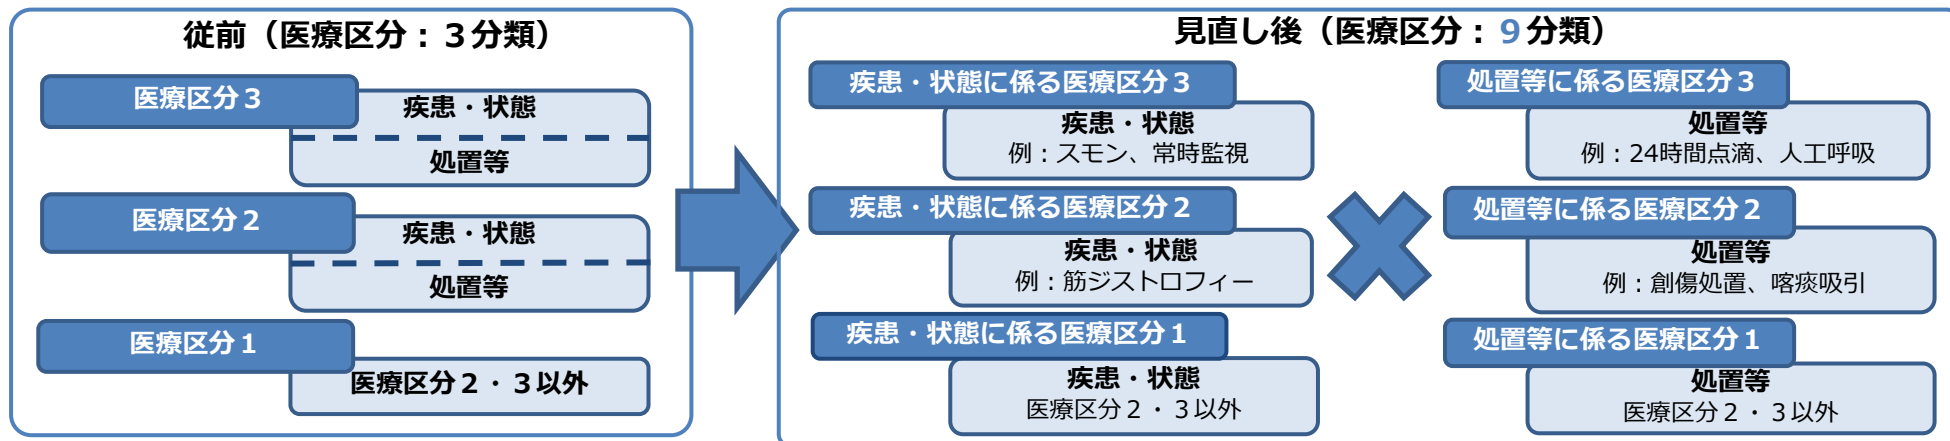 従前（医療区分：３分類）
医療区分３
疾患・状態
処置等
医療区分２
疾患・状態
処置等
医療区分１
医療区分２・３以外
見直し後（医療区分：９分類）
疾患・状態に係る医療区分３
疾患・状態
例：スモン、常時監視
疾患・状態に係る医療区分２
疾患・状態
例：筋ジストロフィー
疾患・状態に係る医療区分１
疾患・状態
医療区分２・３以外
処置等に係る医療区分３
処置等
例：24時間点滴、人工呼吸
処置等に係る医療区分２
処置等
例：創傷処置、喀痰吸引
処置等に係る医療区分１
処置等
医療区分２・３以外